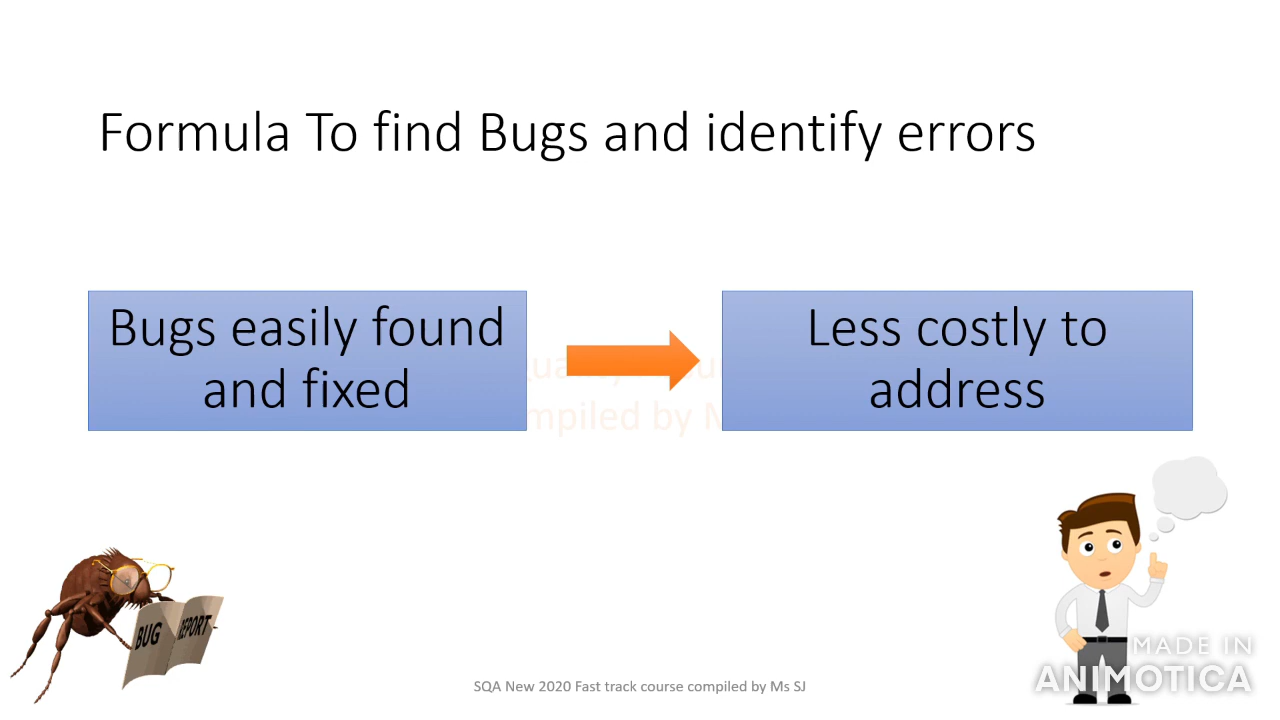 Formula To find Bugs and identify errors
Bugs easily found
and fixed
Less costly to
address
BUG REPORT
SQA New 2020 Fast track course compiled by Ms SJ
MADE IN
ANIMOTICA